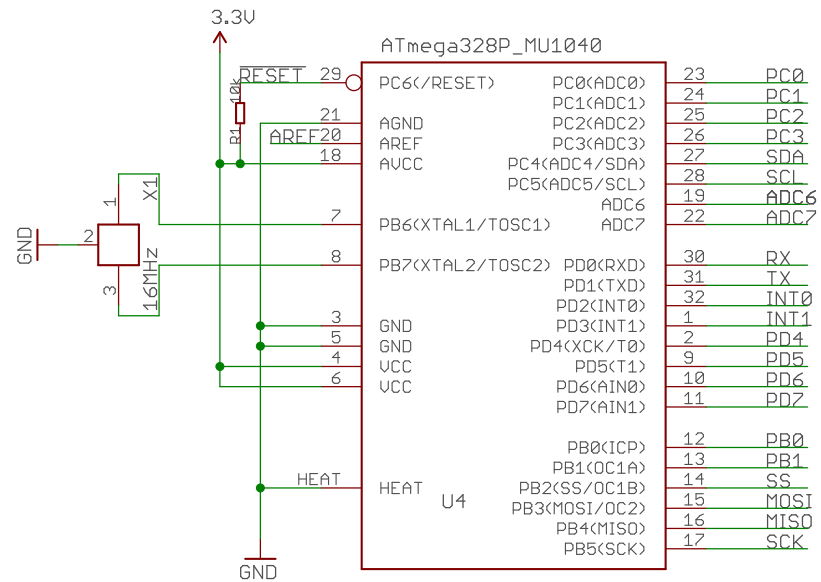 3.3V
ATmega328P_MU1040
RESET 29 PC6(/RESET) PC0(ADC0) 23 PC0
10k
PC1(ADC1) 24 PC1
R1
21 AGND PC2(ADC2) 25 PC2
AREF 20 AREF PC3(ADC3) 26 PC3
18 AVCC PC4(ADC4/SDA) 27 SDA
PC5(ADC5/SCL) 28 SCL
ADC6 19 ADC6
1 X1
7 PB6(XTAL1/TOSC1) ADC7 22 ADC7
GND 2
8 PB7(XTAL2/TOSC2) PD0(RXD) 30 RX
3 16MHz
PD1(TXD) 31 TX
PD2(INT0) 32 INT0
3 GND PD3(INT1) 1 INT1
5 GND PD4(XCK/T0) 2 PD4
4 VCC PD5(T1) 9 PD5
6 VCC PD6(AIN0) 10 PD6
PD7(AIN1) 11 PD7
PB0(ICP) 12 PB0
PB1(OC1A) 13 PB1
HEAT HEAT PB2(SS/OC1B) 14 SS
U4 PB3(MOSI/OC2) 15 MOSI
PB4(MISO) 16 MISO
PB5(SCK) 17 SCK
GND